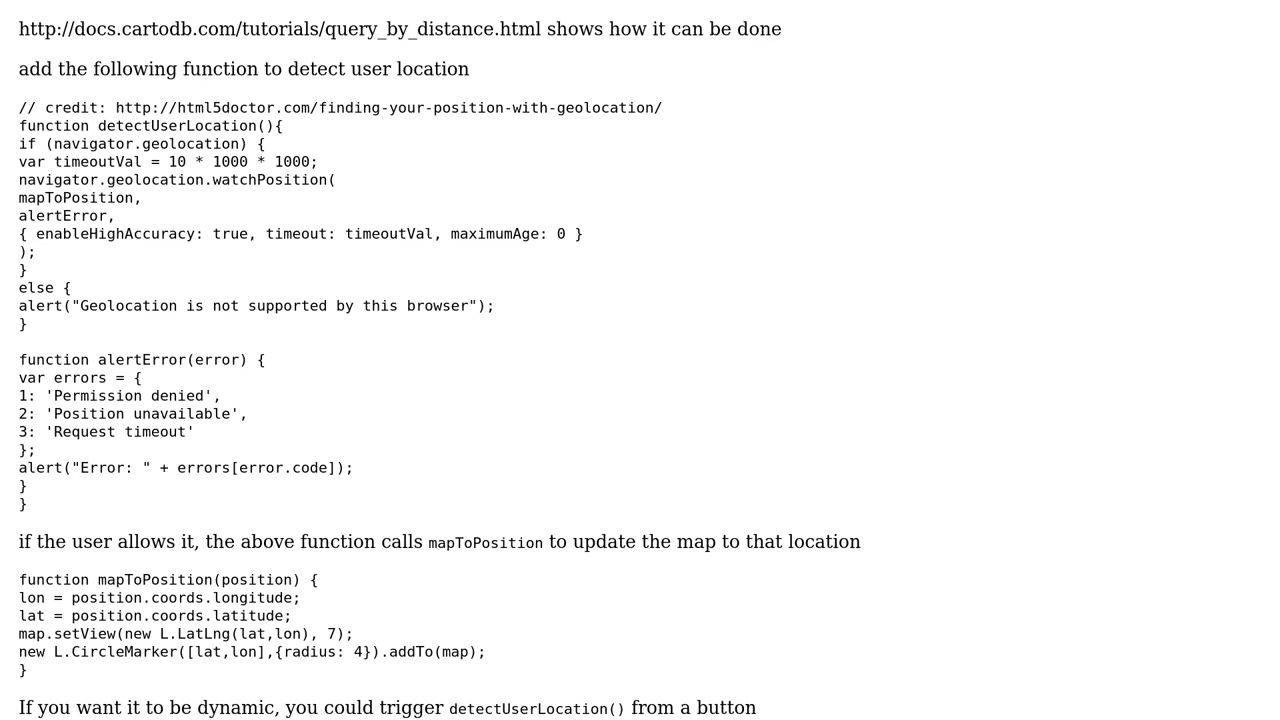 http://docs.cartodb.com/tutorials/query_by_distance.html shows how it can be done
add the following function to detect user location
// credit: http://html5doctor.com/finding-your-position-with-geolocation/
function detectUserLocation(){
if (navigator.geolocation) {
var timeoutVal = 10 * 1000 * 1000;
navigator.geolocation.watchPosition(
mapToPosition,
alertError,
{ enableHighAccuracy: true, timeout: timeoutVal, maximumAge: 0 }
);
}
else {
alert("Geolocation is not supported by this browser");
}
function alertError(error) {
var errors = {
1: 'Permission denied',
2: 'Position unavailable',
3: 'Request timeout'
};
alert("Error: " + errors[error.code]);
}
}
if the user allows it, the above function calls mapToPosition to update the map to that location
function mapToPosition(position) {
lon = position.coords.longitude;
lat = position.coords.latitude;
map.setView(new L.LatLng(lat,lon), 7);
new L.CircleMarker([lat,lon],{radius: 4}).addTo(map);
}
If you want it to be dynamic, you could trigger detectUserLocation() from a button